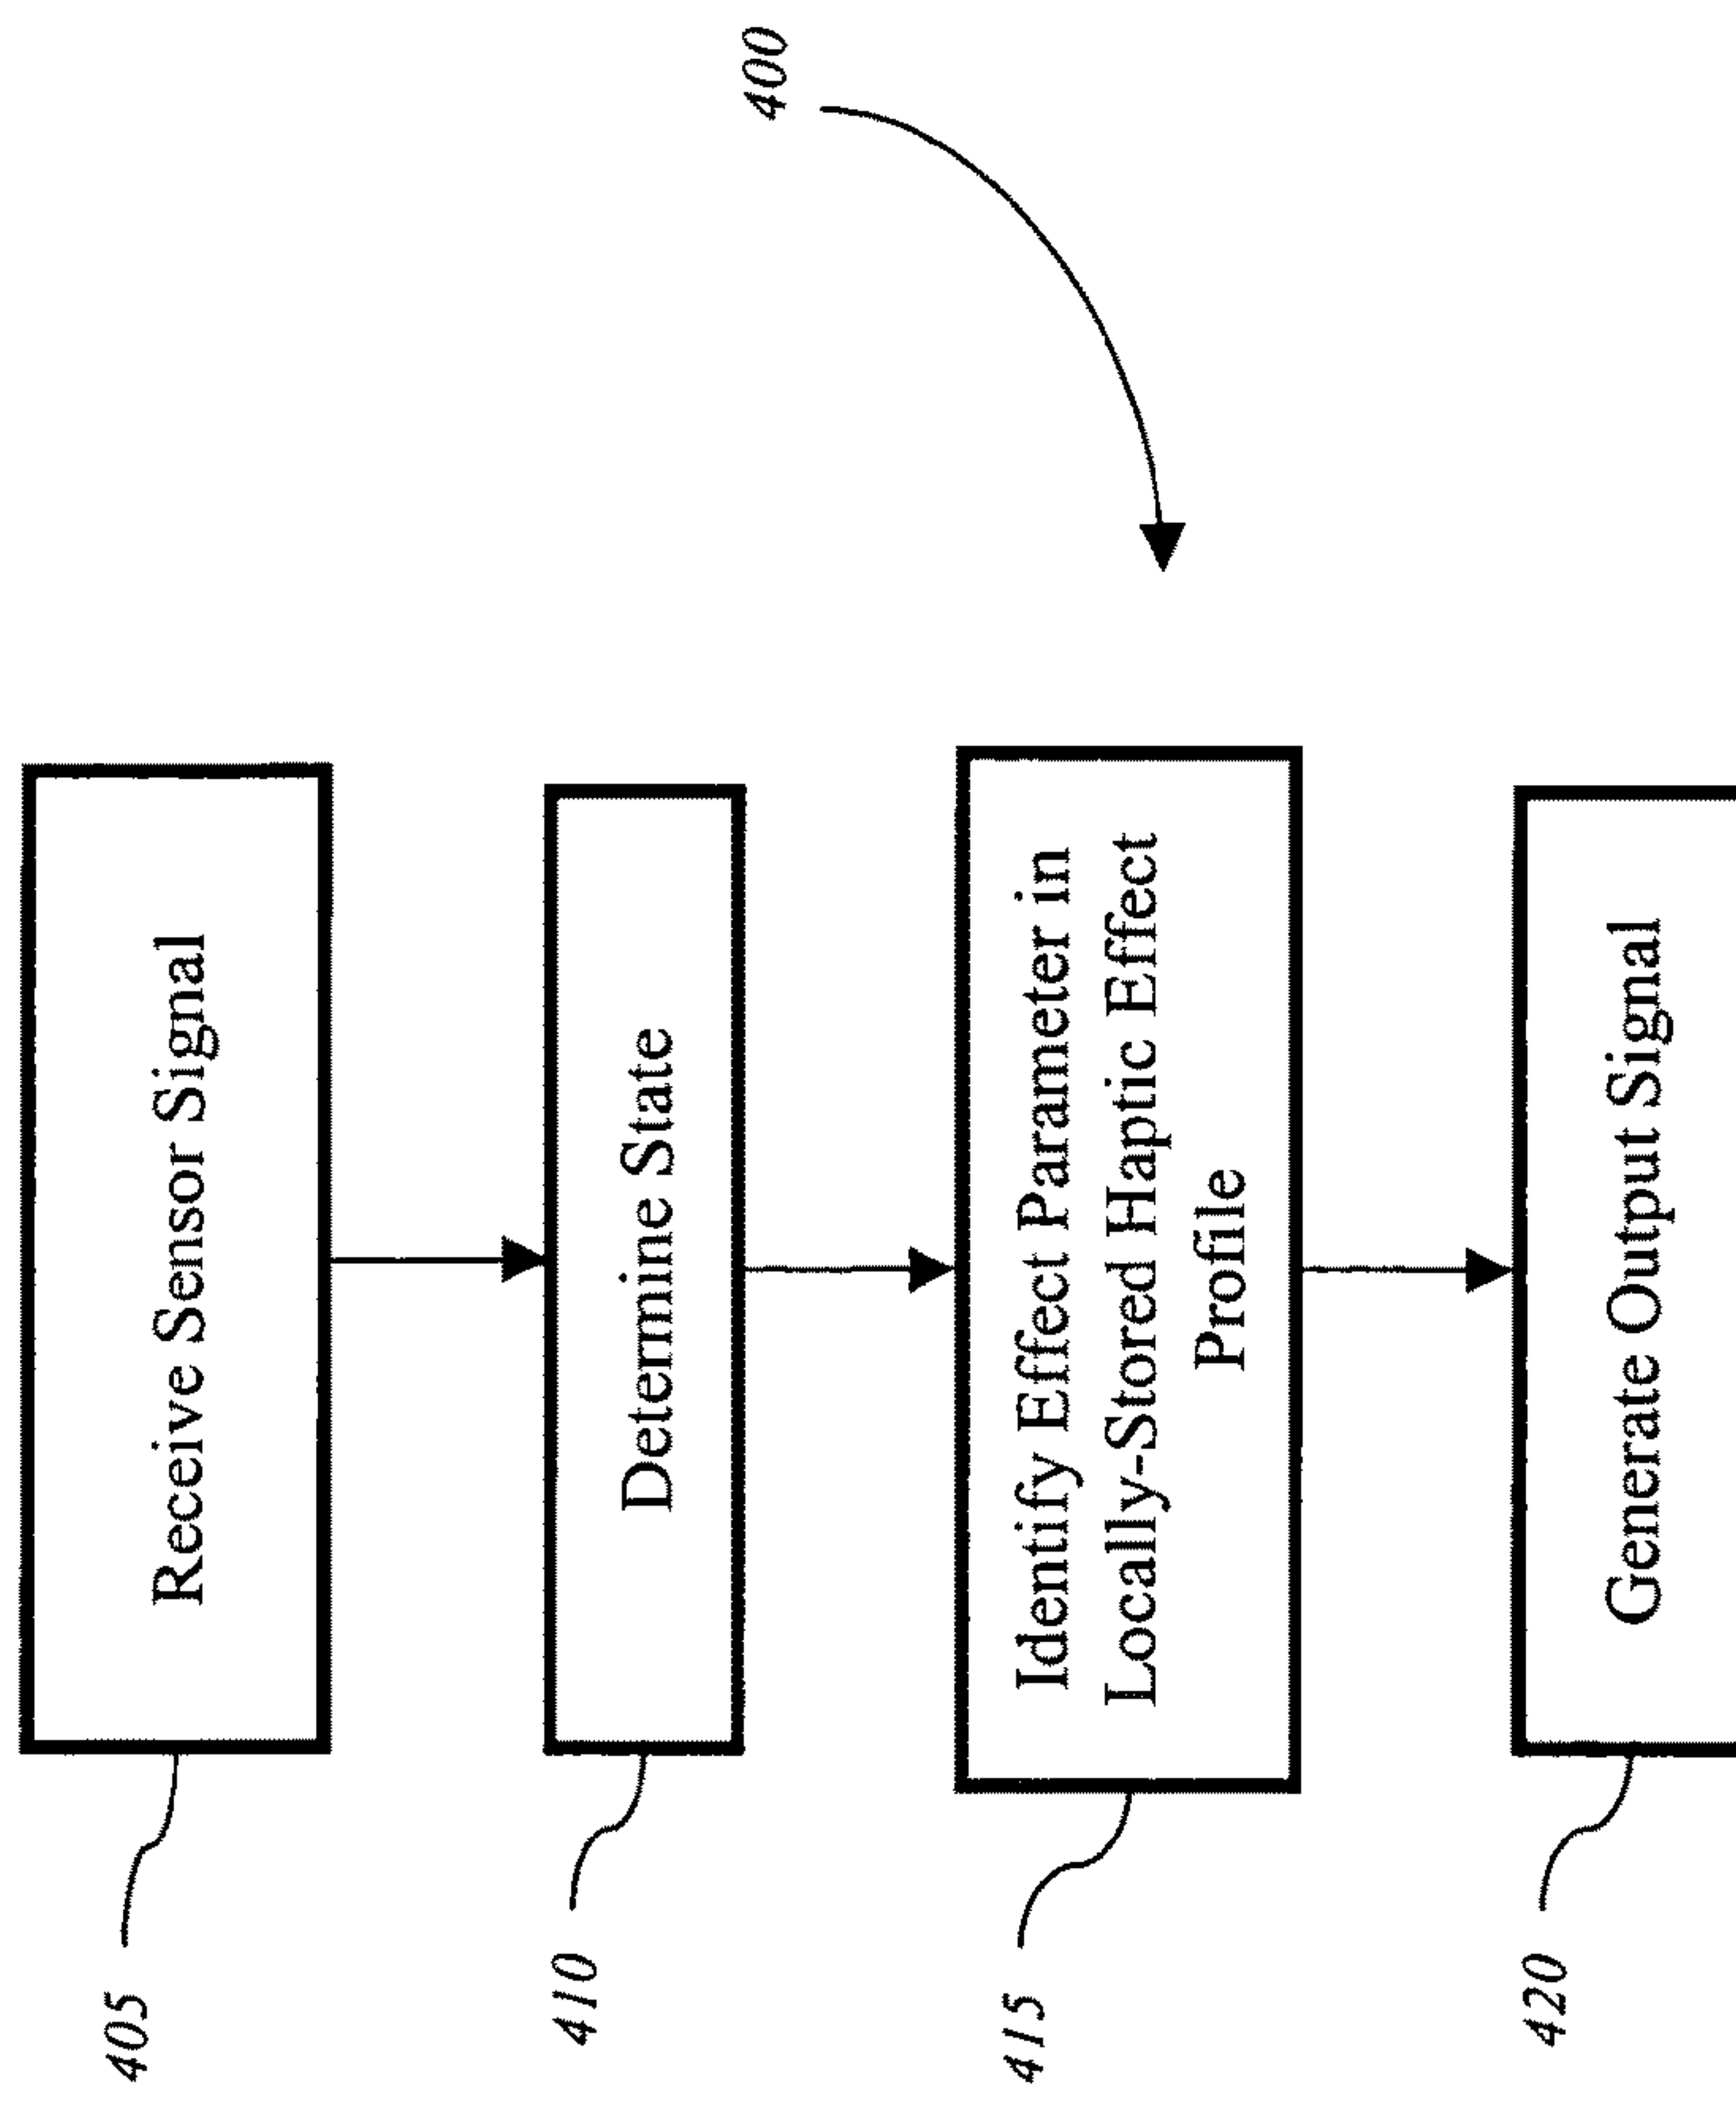 400
405
Receive Sensor Signal
410
Determine State
415
Identify Effect Parameter in
Locally-Stored Haptic Effect
Profile
420
Generate Output Signal